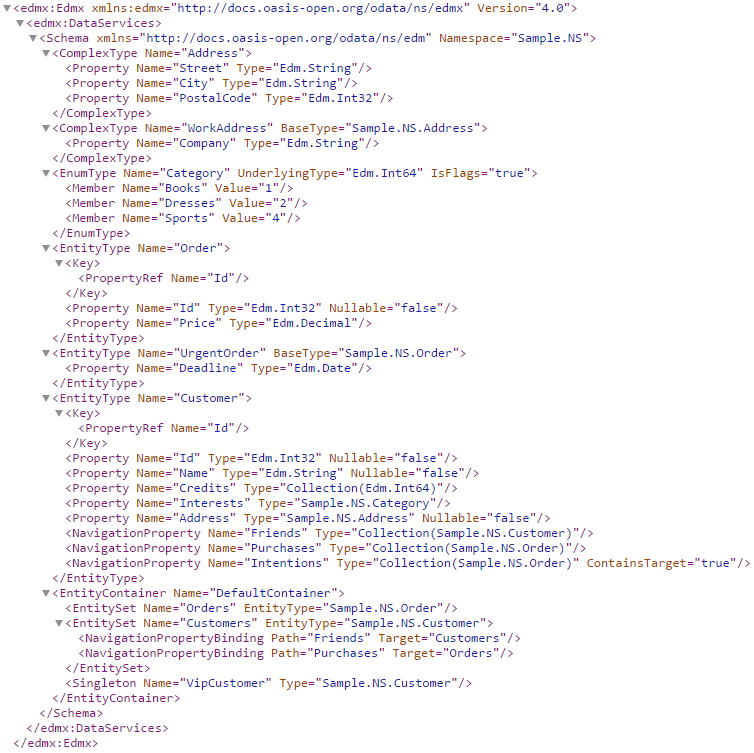 <edmx:Edmx xmlns:edmx="http://docs.oasis-open.org/odata/ns/edmx" Version="4.0">
<edmx:DataServices>
<Schema xmlns="http://docs.oasis-open.org/odata/ns/edm" Namespace="Sample.NS">
<ComplexType Name="Address">
<Property Name="Street" Type="Edm.String"/>
<Property Name="City" Type="Edm.String"/>
<Property Name="PostalCode" Type="Edm.Int32"/>
</ComplexType>
<ComplexType Name="WorkAddress" BaseType="Sample.NS.Address">
<Property Name="Company" Type="Edm.String"/>
</ComplexType>
<EnumType Name="Category" UnderlyingType="Edm.Int64" IsFlags="true">
<Member Name="Books" Value="1"/>
<Member Name="Dresses" Value="2"/>
<Member Name="Sports" Value="4"/>
</EnumType>
<EntityType Name="Order">
<Key>
<PropertyRef Name="Id"/>
</Key>
<Property Name="Id" Type="Edm.Int32" Nullable="false"/>
<Property Name="Price" Type="Edm.Decimal"/>
</EntityType>
<EntityType Name="UrgentOrder" BaseType="Sample.NS.Order">
<Property Name="Deadline" Type="Edm.Date"/>
</EntityType>
<EntityType Name="Customer">
<Key>
<PropertyRef Name="Id"/>
</Key>
<Property Name="Id" Type="Edm.Int32" Nullable="false"/>
<Property Name="Name" Type="Edm.String" Nullable="false"/>
<Property Name="Credits" Type="Collection(Edm.Int64)"/>
<Property Name="Interests" Type="Sample.NS.Category"/>
<Property Name="Address" Type="Sample.NS.Address" Nullable="false"/>
<NavigationProperty Name="Friends" Type="Collection(Sample.NS.Customer)"/>
<NavigationProperty Name="Purchases" Type="Collection(Sample.NS.Order)"/>
<NavigationProperty Name="Intentions" Type="Collection(Sample.NS.Order)" ContainsTarget="true"/>
</EntityType>
<EntityContainer Name="DefaultContainer">
<EntitySet Name="Orders" EntityType="Sample.NS.Order"/>
<EntitySet Name="Customers" EntityType="Sample.NS.Customer">
<NavigationPropertyBinding Path="Friends" Target="Customers"/>
<NavigationPropertyBinding Path="Purchases" Target="Orders"/>
</EntitySet>
<Singleton Name="VipCustomer" Type="Sample.NS.Customer"/>
</EntityContainer>
</Schema>
</edmx:DataServices>
</edmx:Edmx>